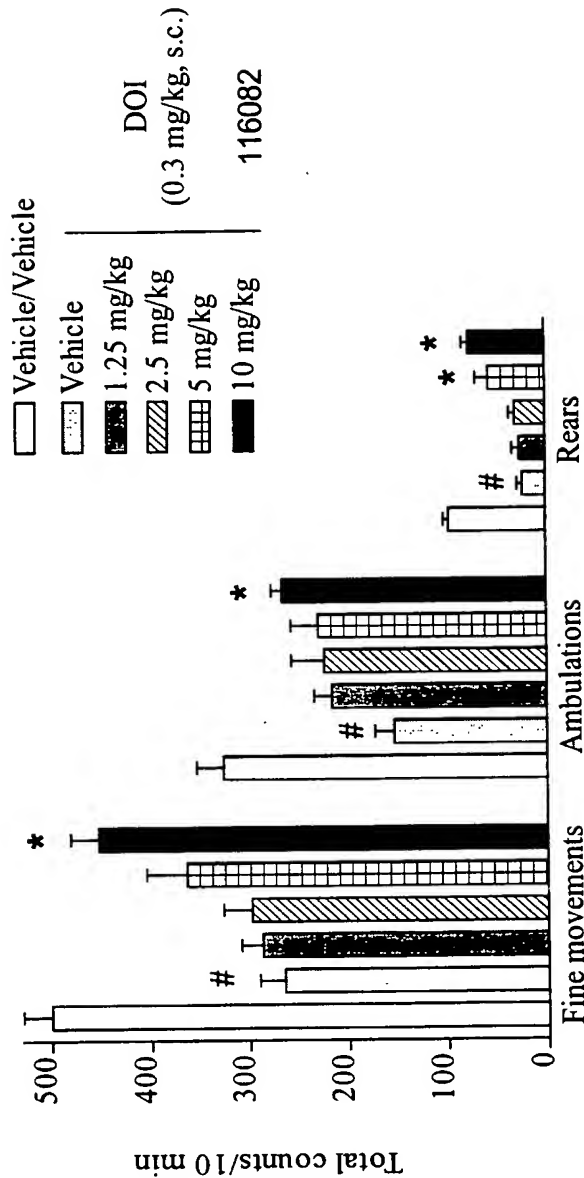 Vehicle/Vehicle
Vehicle
1.25 mg/kg
2.5 mg/kg
5 mg/kg
10 mg/kg
DOI
(0.3 mg/kg, s.c.)
116082
Total counts/10 min
500
400
300
200
100
0
#
*
#
*
#
*
*
Fine movements
Ambulations
Rears